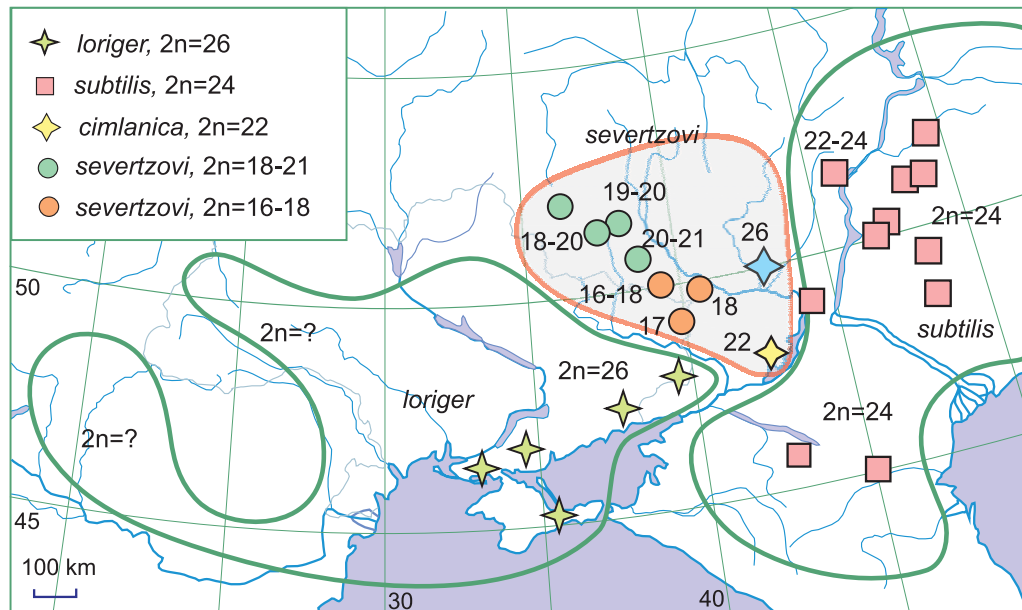 loriger, 2n=26
subtilis, 2n=24
cimlanica, 2n=22
severtzovi, 2n=18-21
severtzovi, 2n=16-18
severtzovi
22-24
19-20
2n=24
18-20
20-21
26
50
16-18
18
2n=?
17
22
subtilis
2n=26
loriger
2n=24
2n=?
45
100 km
30
40